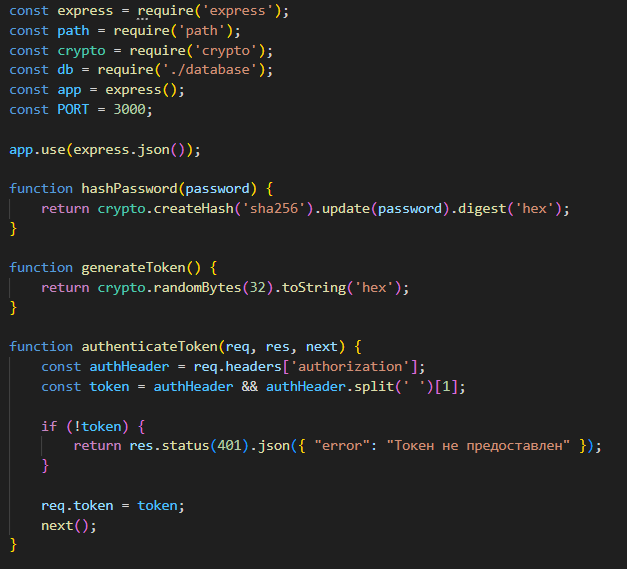 const express = require('express');
const path = require('path');
const crypto = require('crypto');
const db = require('./database');
const app = express();
const PORT = 3000;

app.use(express.json());

function hashPassword(password) {
    return crypto.createHash('sha256').update(password).digest('hex');
}

function generateToken() {
    return crypto.randomBytes(32).toString('hex');
}

function authenticateToken(req, res, next) {
    const authHeader = req.headers['authorization'];
    const token = authHeader && authHeader.split(' ')[1];

    if (!token) {
        return res.status(401).json({ "error": "Токен не предоставлен" });
    }

    req.token = token;
    next();
}